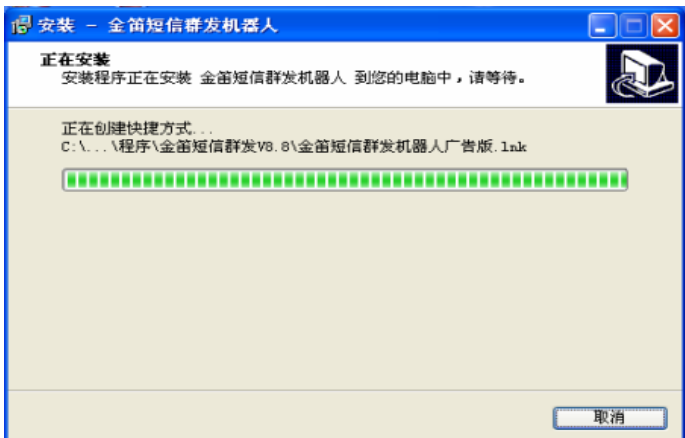 安装 - 金笛短信群发机器人
正在安装
安装程序正在安装 金笛短信群发机器人 到您的电脑中，请等待。
正在创建快捷方式...
C:\...\程序\金笛短信群发V8.8\金笛短信群发机器人广告版.lnk
取消